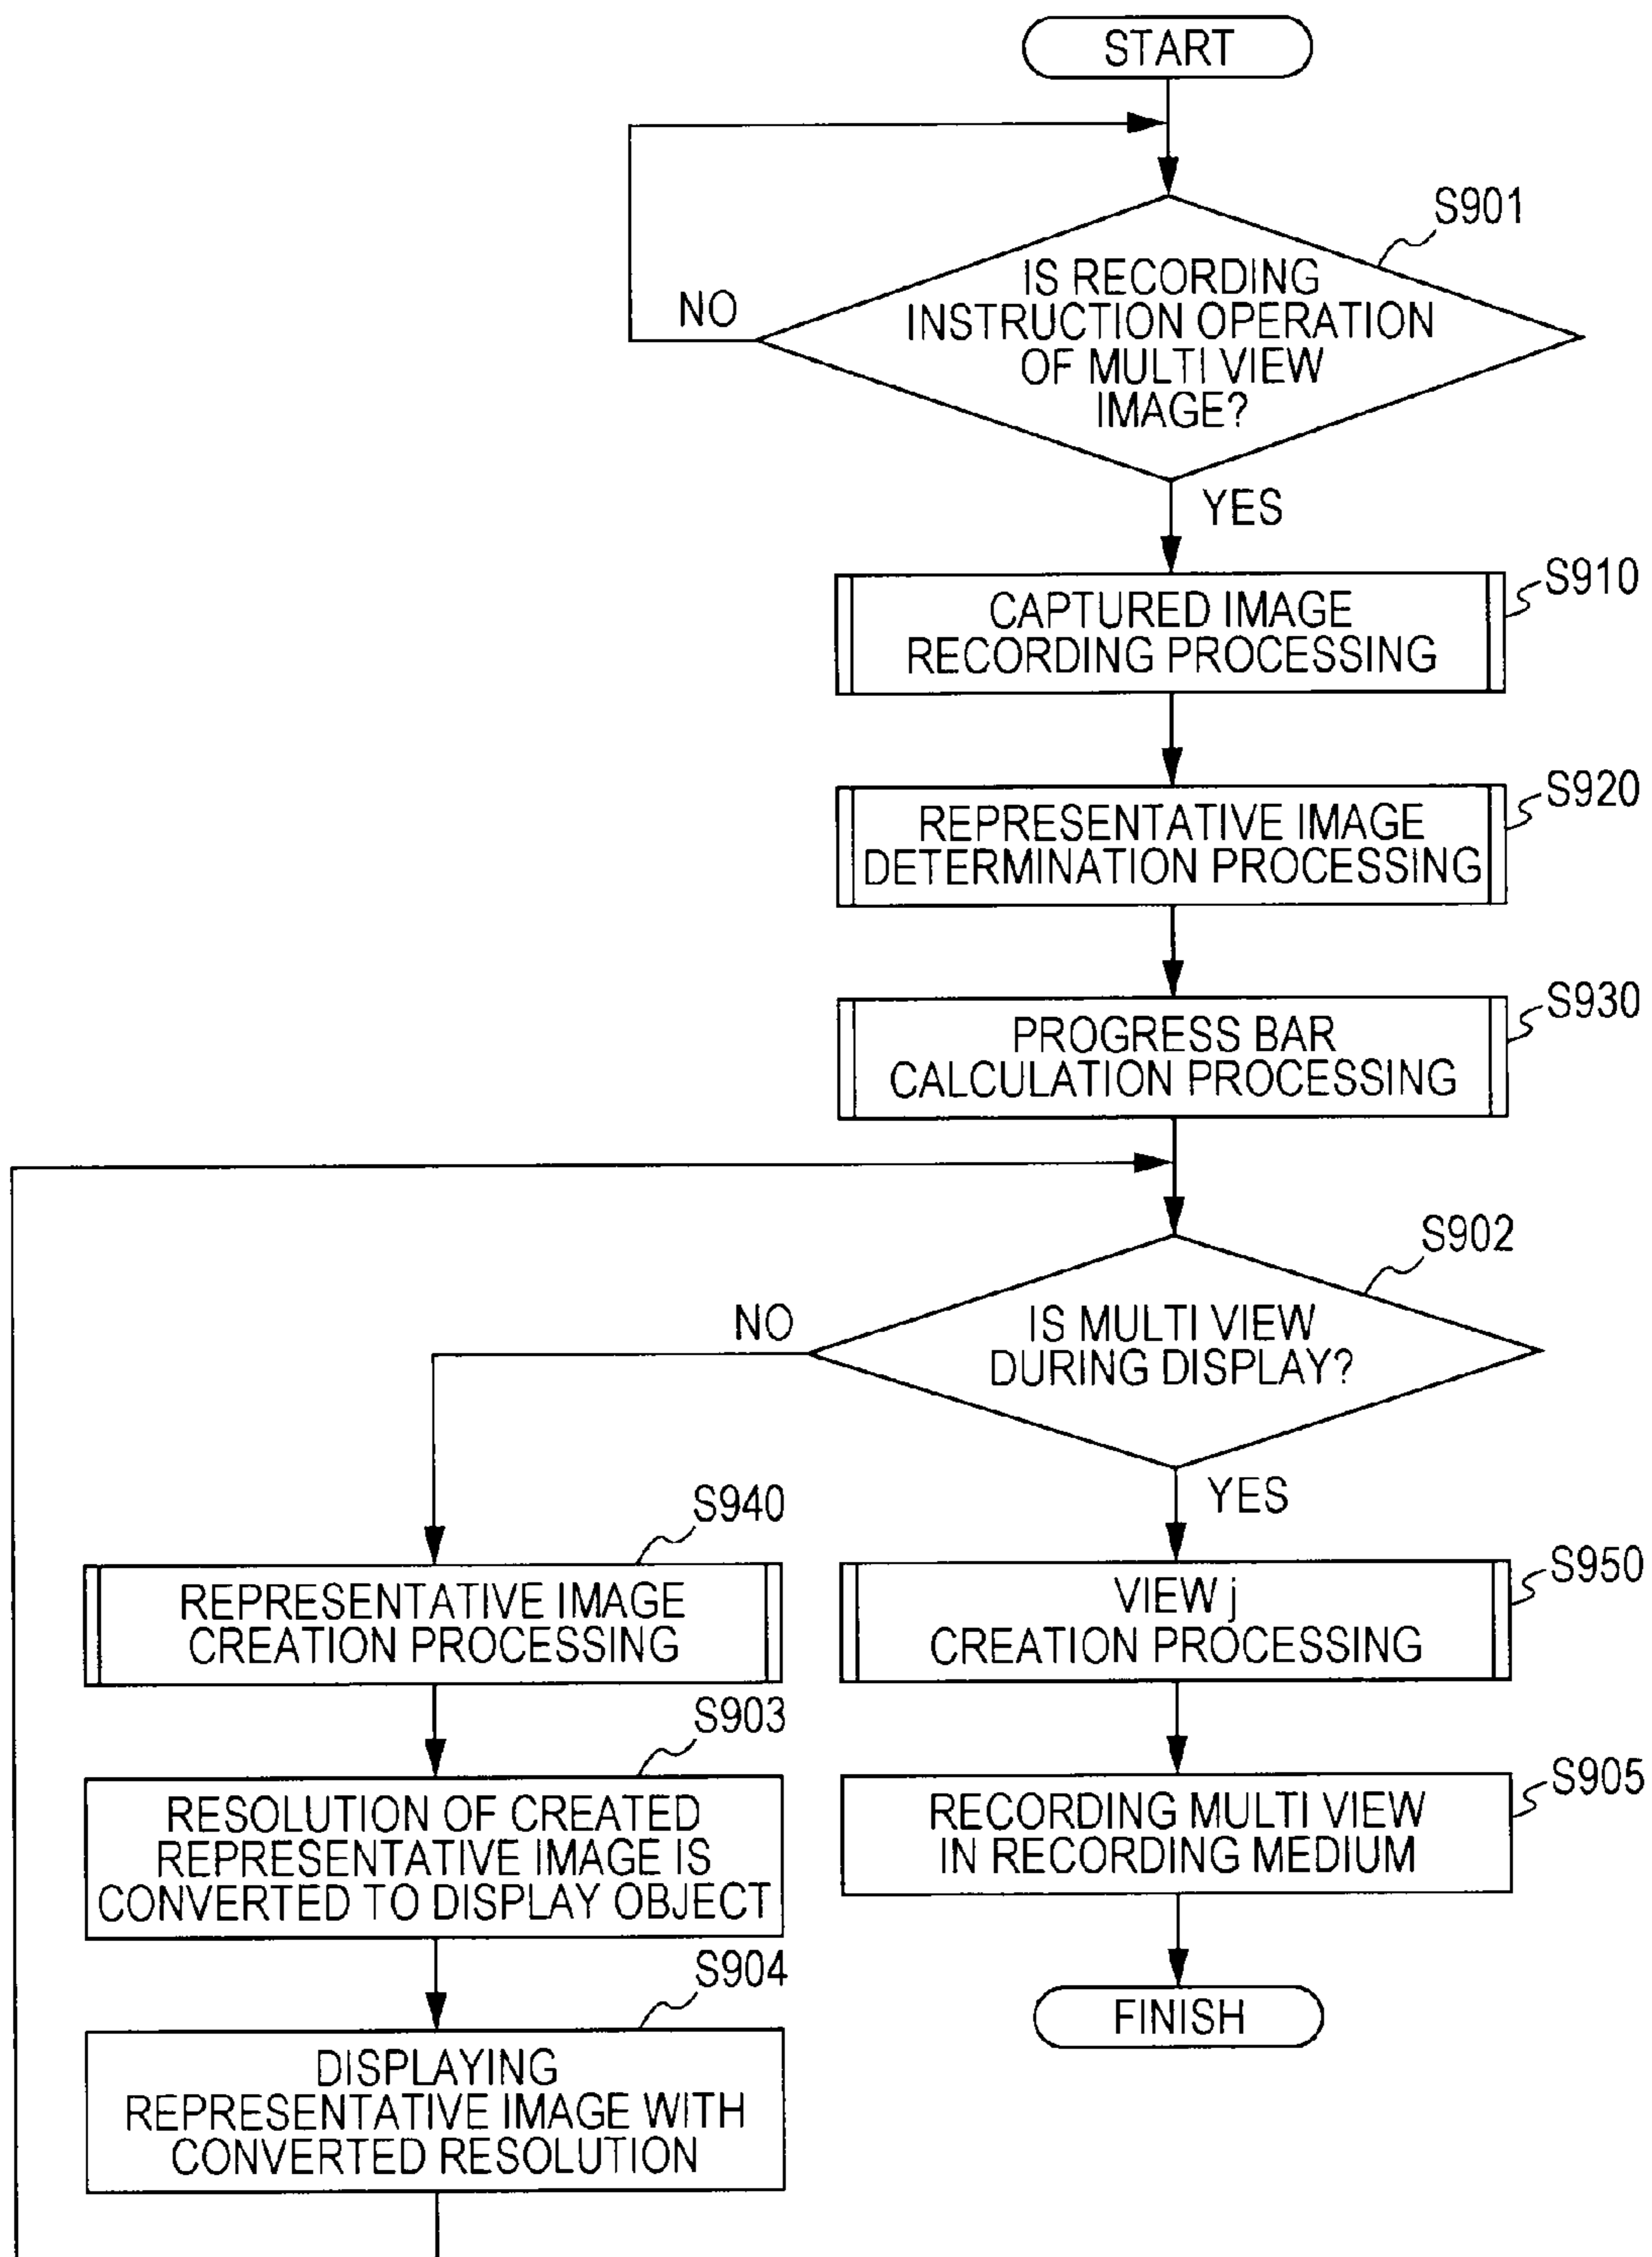 START
S901
IS RECORDING
INSTRUCTION OPERATION
OF MULTI VIEW
IMAGE?
NO
YES
S910
CAPTURED IMAGE
RECORDING PROCESSING
S920
REPRESENTATIVE IMAGE
DETERMINATION PROCESSING
S930
PROGRESS BAR
CALCULATION PROCESSING
S902
IS MULTI VIEW
DURING DISPLAY?
NO
YES
S940
REPRESENTATIVE IMAGE
CREATION PROCESSING
S950
VIEW j
CREATION PROCESSING
S903
RESOLUTION OF CREATED
REPRESENTATIVE IMAGE IS
CONVERTED TO DISPLAY OBJECT
S905
RECORDING MULTI VIEW
IN RECORDING MEDIUM
S904
DISPLAYING
REPRESENTATIVE IMAGE WITH
CONVERTED RESOLUTION
FINISH